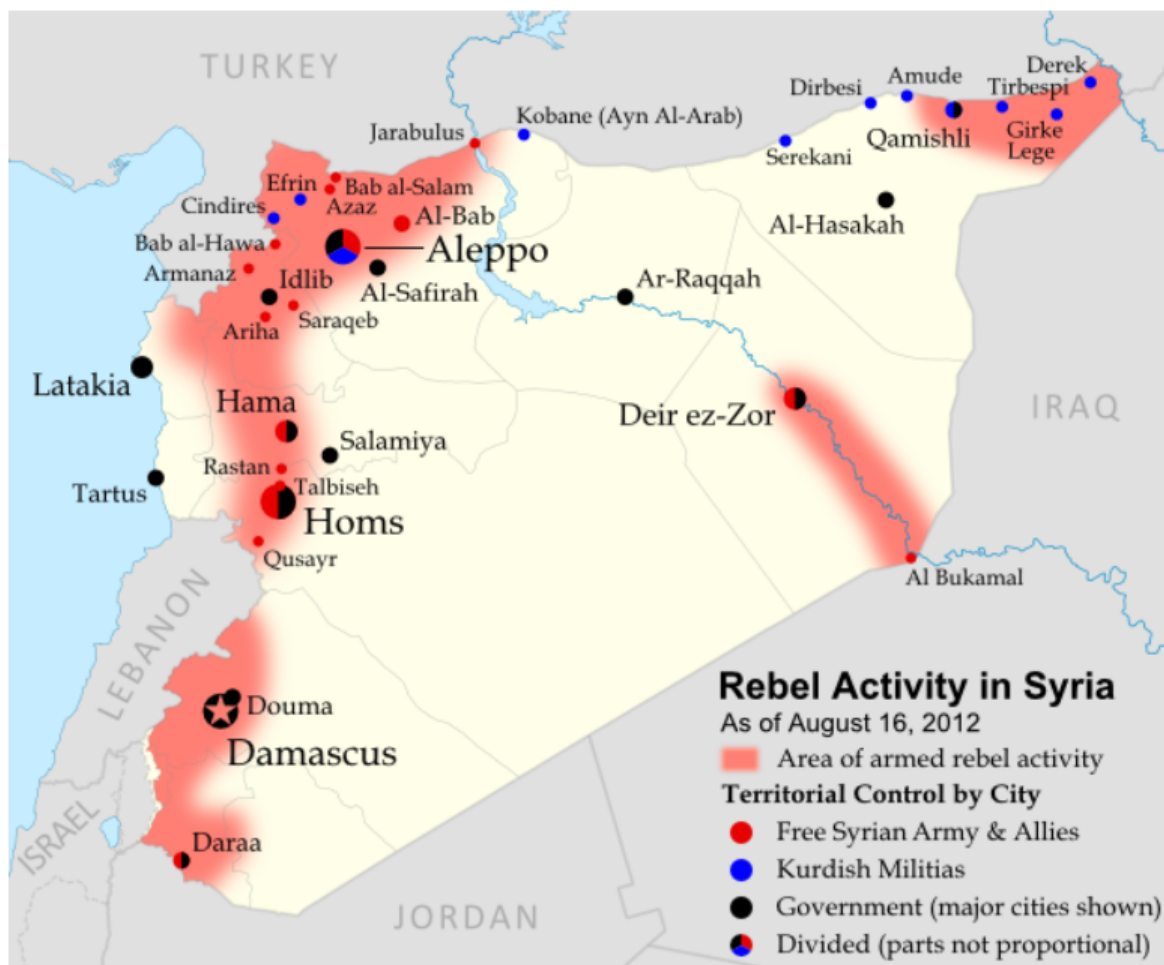 TURKEY
Derek
Amude
Tirbespi
Dirbesi
Kobane (Ayn Al-Arab)
Jarabulus
Qamishli
Girke
Lege
Serekani
Efrin
Bab al-Salam
Azaz
Cindires
Al-Bab
Al-Hasakah
Bab al-Hawa
Aleppo
Armanaz
Idlib
Al-Safirah
Ar-Raqqah
Saraqeb
Ariha
Latakia
Hama
Deir ez-Zor
IRAQ
Salamiya
Rastan
Tartus
Talbiseh
Homs
Qusayr
Al Bukamal
LEBANON
Douma
Damascus
ISRAEL
Daraa
JORDAN
Rebel Activity in Syria
As of August 16, 2012
Area of armed rebel activity
Territorial Control by City
Free Syrian Army & Allies
Kurdish Militias
Government (major cities shown)
Divided (parts not proportional)